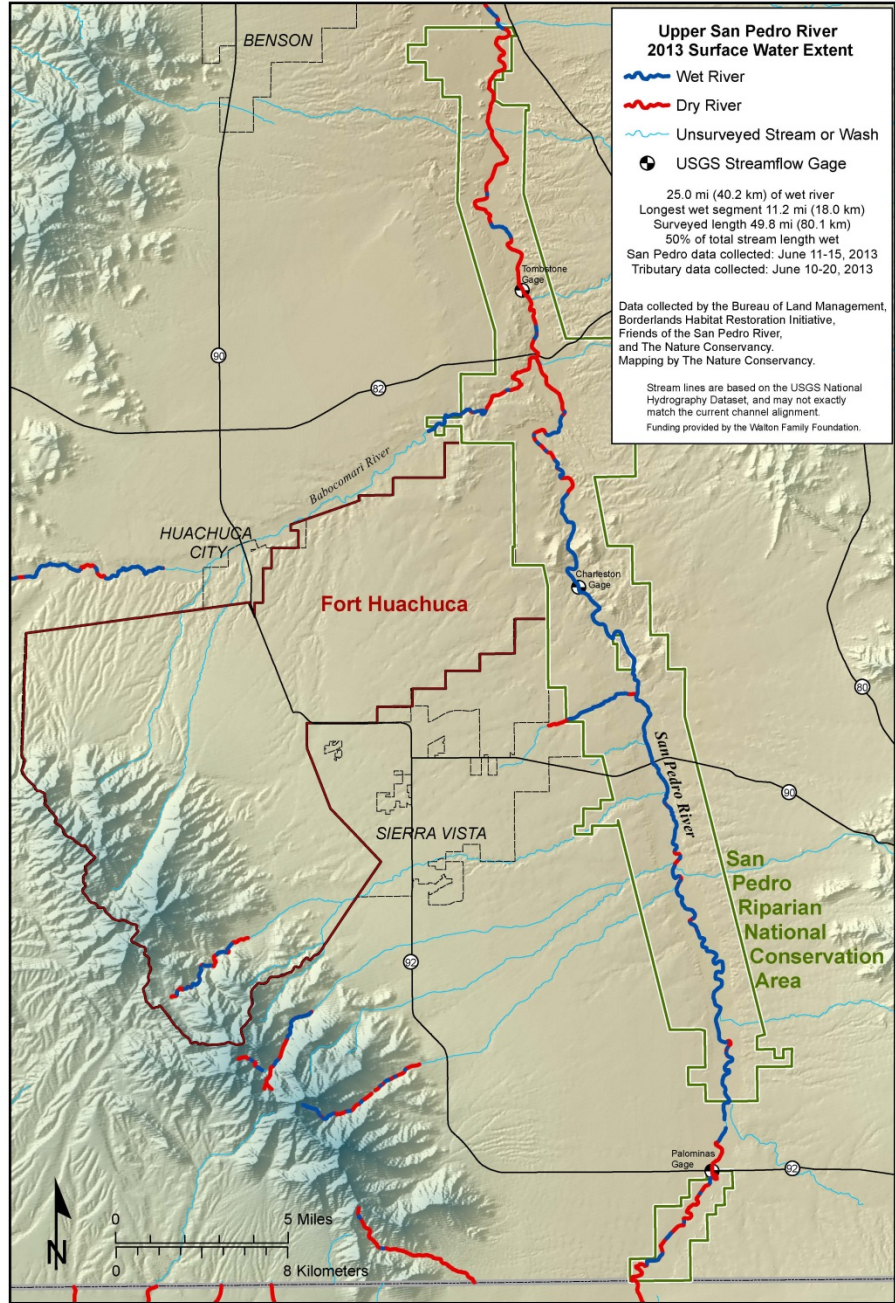 Upper San Pedro River
2013 Surface Water Extent
Wet River
Dry River
Unsurveyed Stream or Wash
USGS Streamflow Gage
25.0 mi (40.2 km) of wet river
Longest wet segment 11.2 mi (18.0 km)
Surveyed length 49.8 mi (80.1 km)
50% of total stream length wet
San Pedro data collected: June 11-15, 2013
Tributary data collected: June 10-20, 2013
Data collected by the Bureau of Land Management,
Borderlands Habitat Restoration Initiative,
Friends of the San Pedro River,
and The Nature Conservancy.
Mapping by The Nature Conservancy.
Stream lines are based on the USGS National
Hydrography Dataset, and may not exactly
match the current channel alignment.
Funding provided by the Walton Family Foundation.
BENSON
Tombstone
Gage
90
82
Babocomari River
HUACHUCA
CITY
Charleston
Gage
Fort Huachuca
80
San Pedro River
90
SIERRA VISTA
San
Pedro
Riparian
National
Conservation
Area
92
Palominas
Gage
92
N
0 5 Miles
0 8 Kilometers